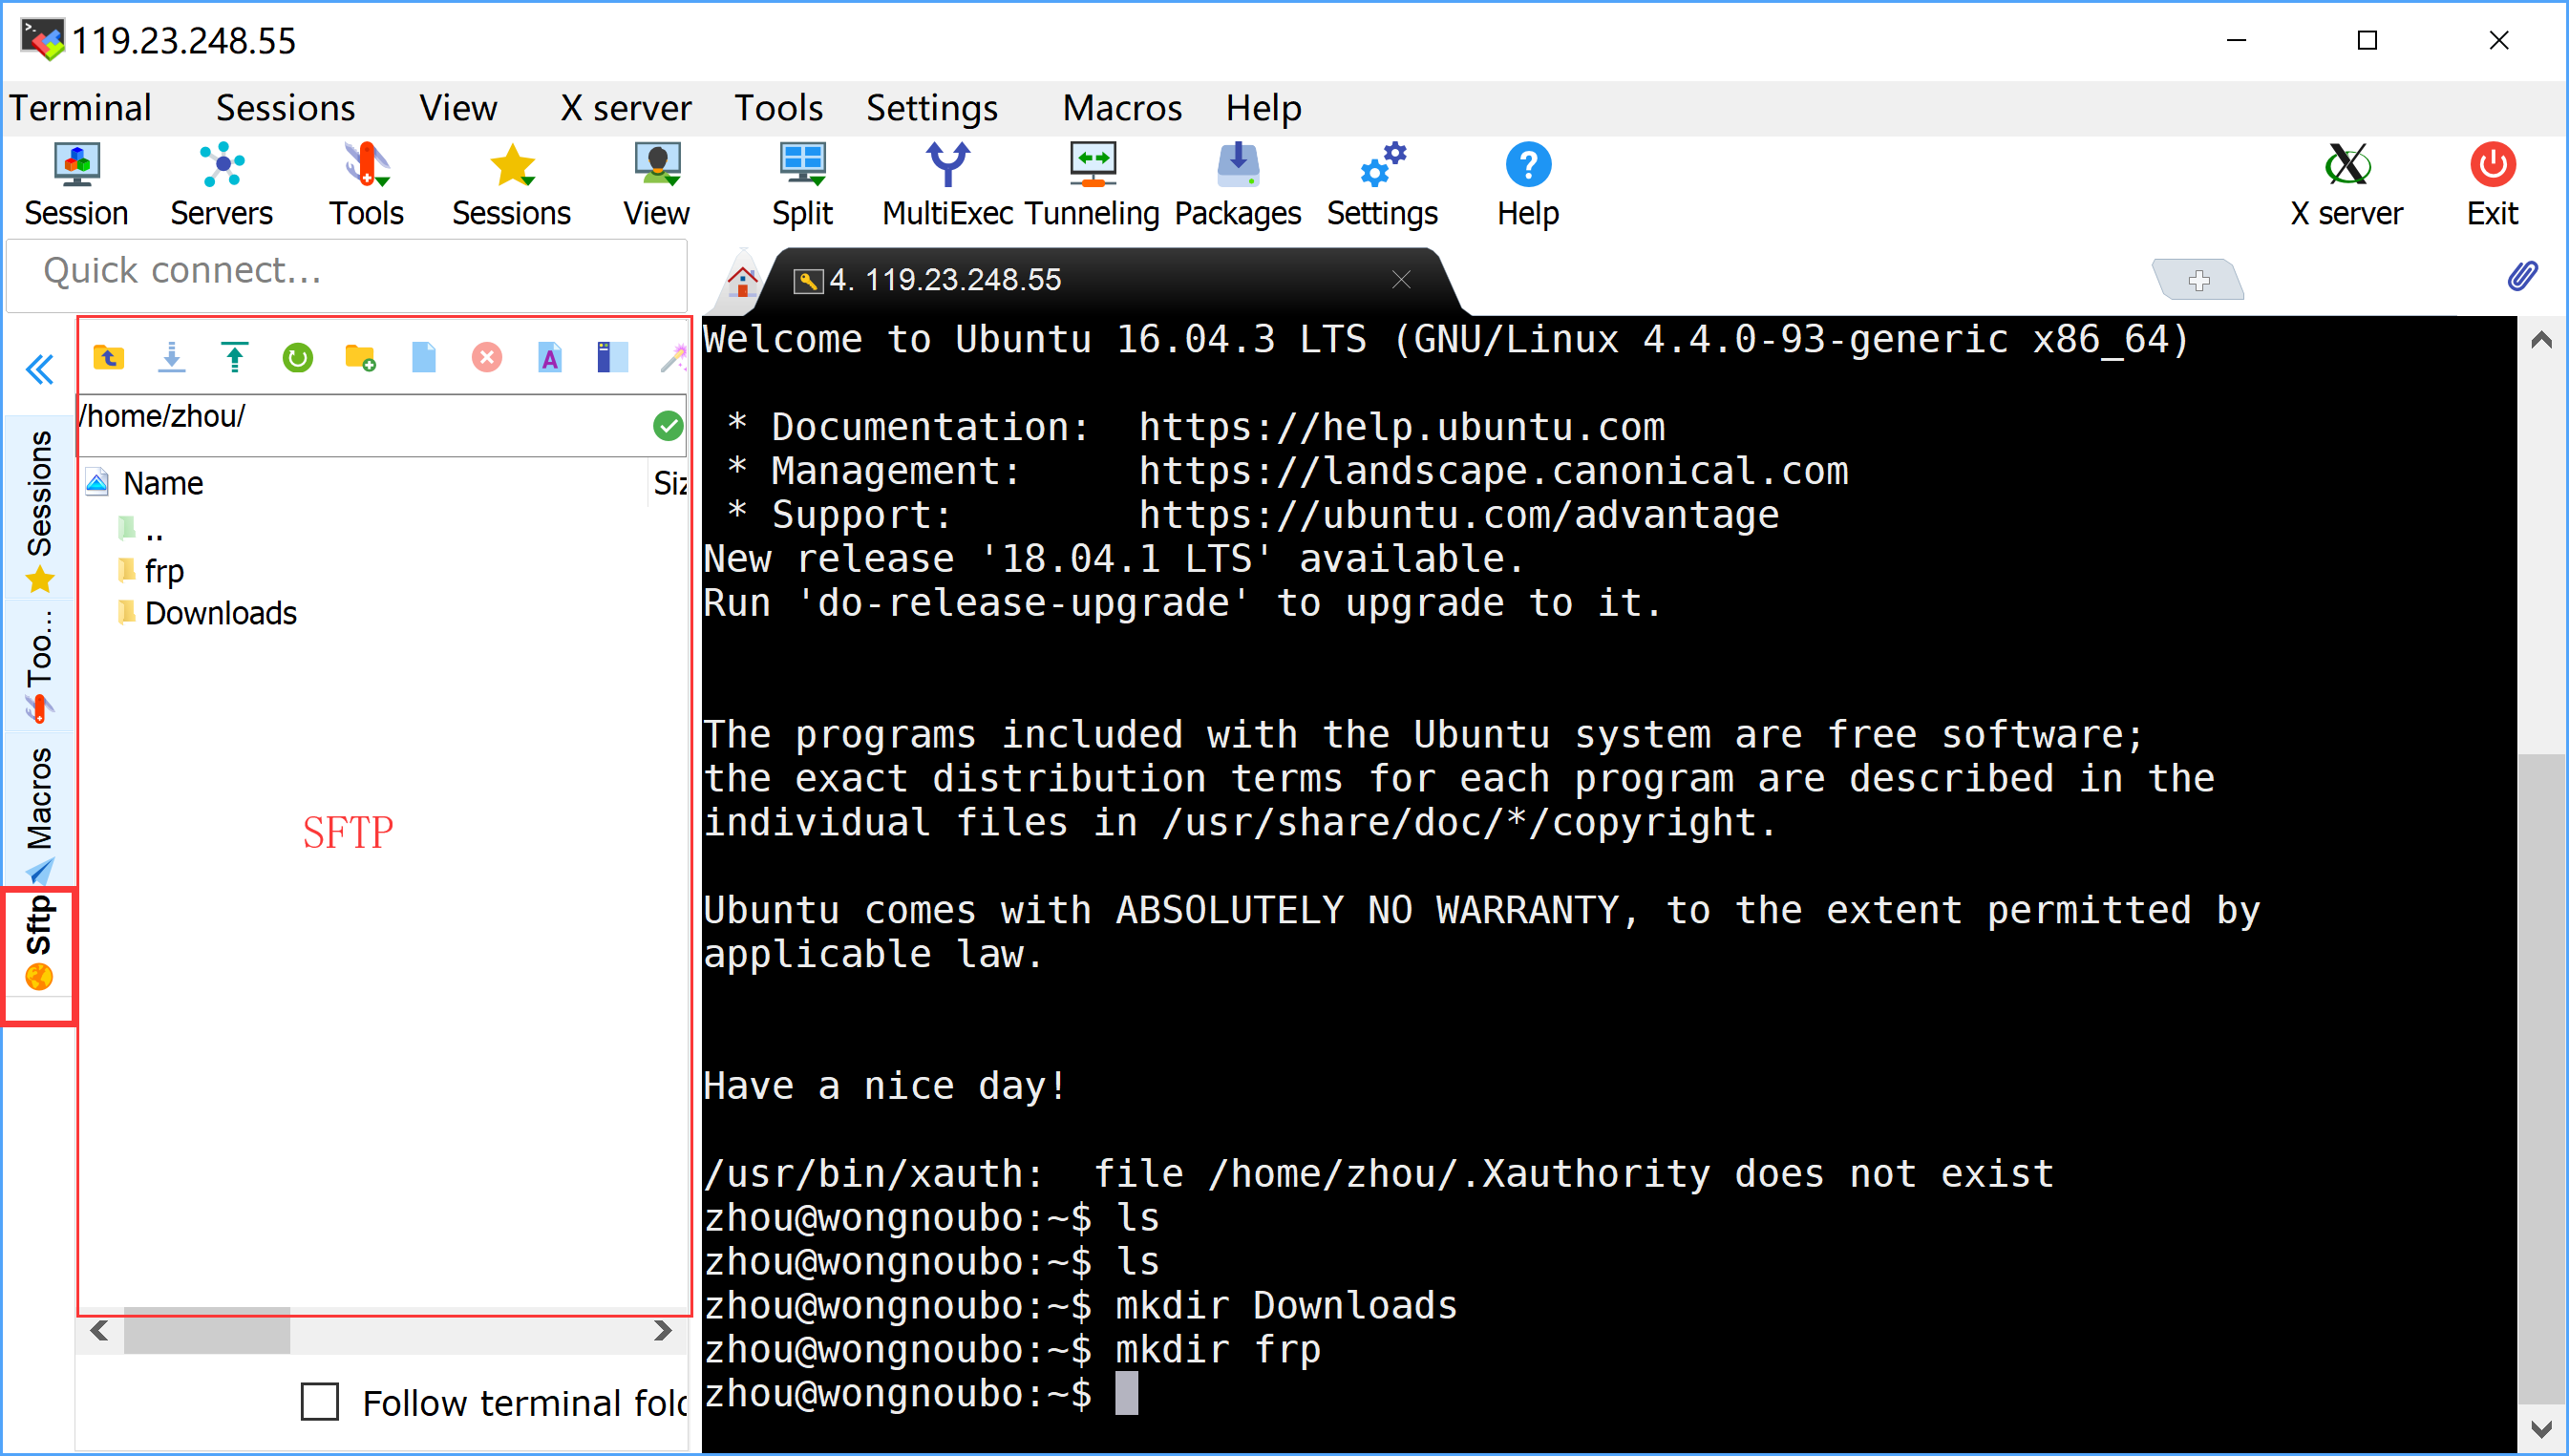 119.23.248.55
Terminal Sessions View X server Tools Settings Macros Help
Session Servers Tools Sessions View Split MultiExec Tunneling Packages Settings Help X server Exit
Quick connect...
4. 119.23.248.55
/home/zhou/
Name Siz
..
frp
Downloads
SFTP
Sessions
Too...
Macros
Sftp
Follow terminal fold
Welcome to Ubuntu 16.04.3 LTS (GNU/Linux 4.4.0-93-generic x86_64)
* Documentation: https://help.ubuntu.com
* Management: https://landscape.canonical.com
* Support: https://ubuntu.com/advantage
New release '18.04.1 LTS' available.
Run 'do-release-upgrade' to upgrade to it.
The programs included with the Ubuntu system are free software;
the exact distribution terms for each program are described in the
individual files in /usr/share/doc/*/copyright.
Ubuntu comes with ABSOLUTELY NO WARRANTY, to the extent permitted by
applicable law.
Have a nice day!
/usr/bin/xauth: file /home/zhou/.Xauthority does not exist
zhou@wongnoubo:~$ ls
zhou@wongnoubo:~$ ls
zhou@wongnoubo:~$ mkdir Downloads
zhou@wongnoubo:~$ mkdir frp
zhou@wongnoubo:~$